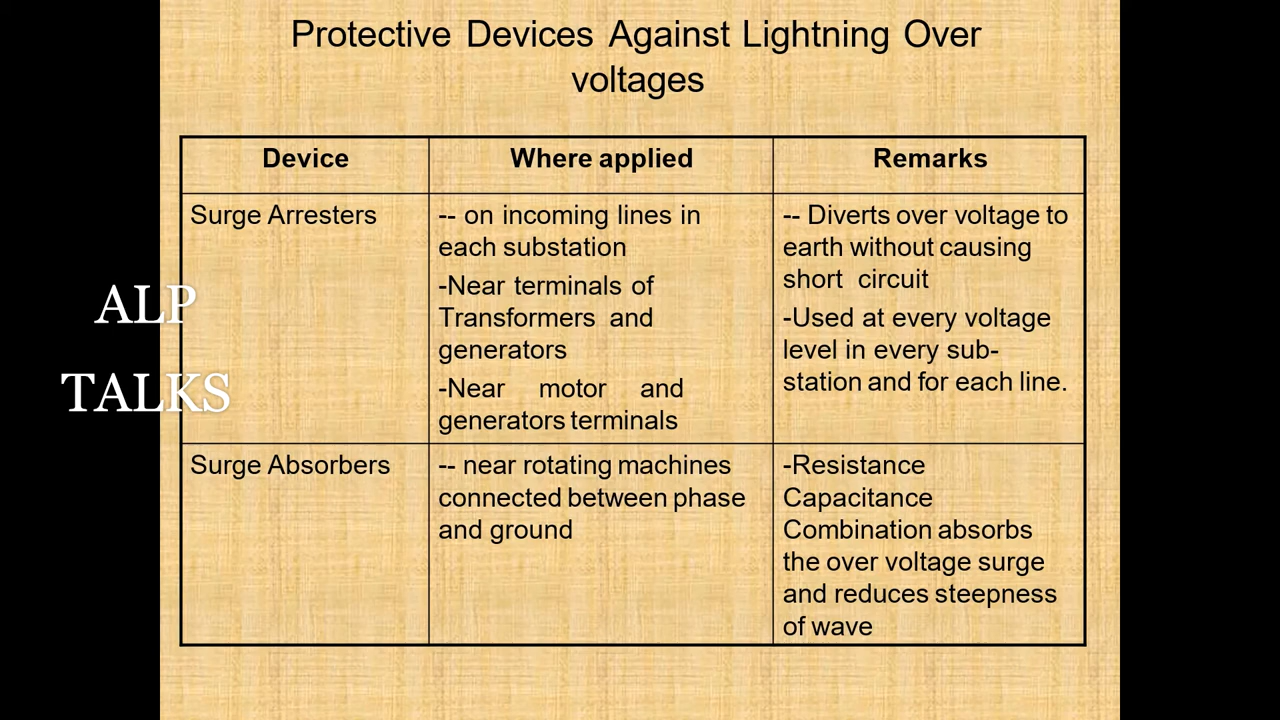 Protective Devices Against Lightning Over
voltages
Device
Where applied
Remarks
Surge Arresters
-- on incoming lines in
each substation
-Near terminals of
Transformers and
generators
-Near motor and
generators terminals
-- Diverts over voltage to
earth without causing
short circuit
-Used at every voltage
level in every sub-
station and for each line.
Surge Absorbers
-- near rotating machines
connected between phase
and ground
-Resistance
Capacitance
Combination absorbs
the over voltage surge
and reduces steepness
of wave
ALP
TALKS